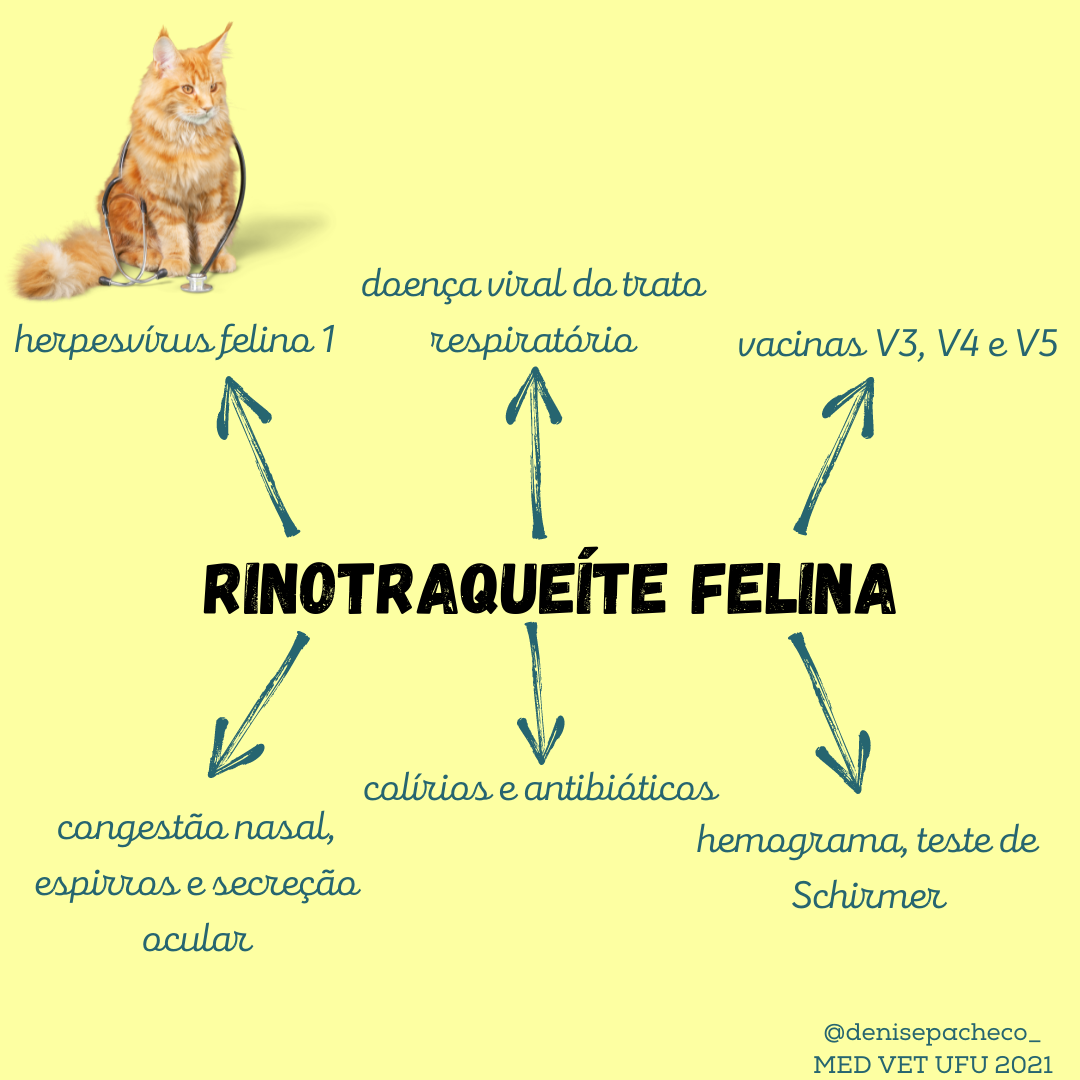 doença viral do trato
respiratório
herpesvírus felino 1
vacinas V3, V4 e V5
RINOTRAQUEÍTE FELINA
colírios e antibióticos
congestão nasal,
espirros e secreção
ocular
hemograma, teste de
Schirmer
@denisepacheco_
MED VET UFU 2021